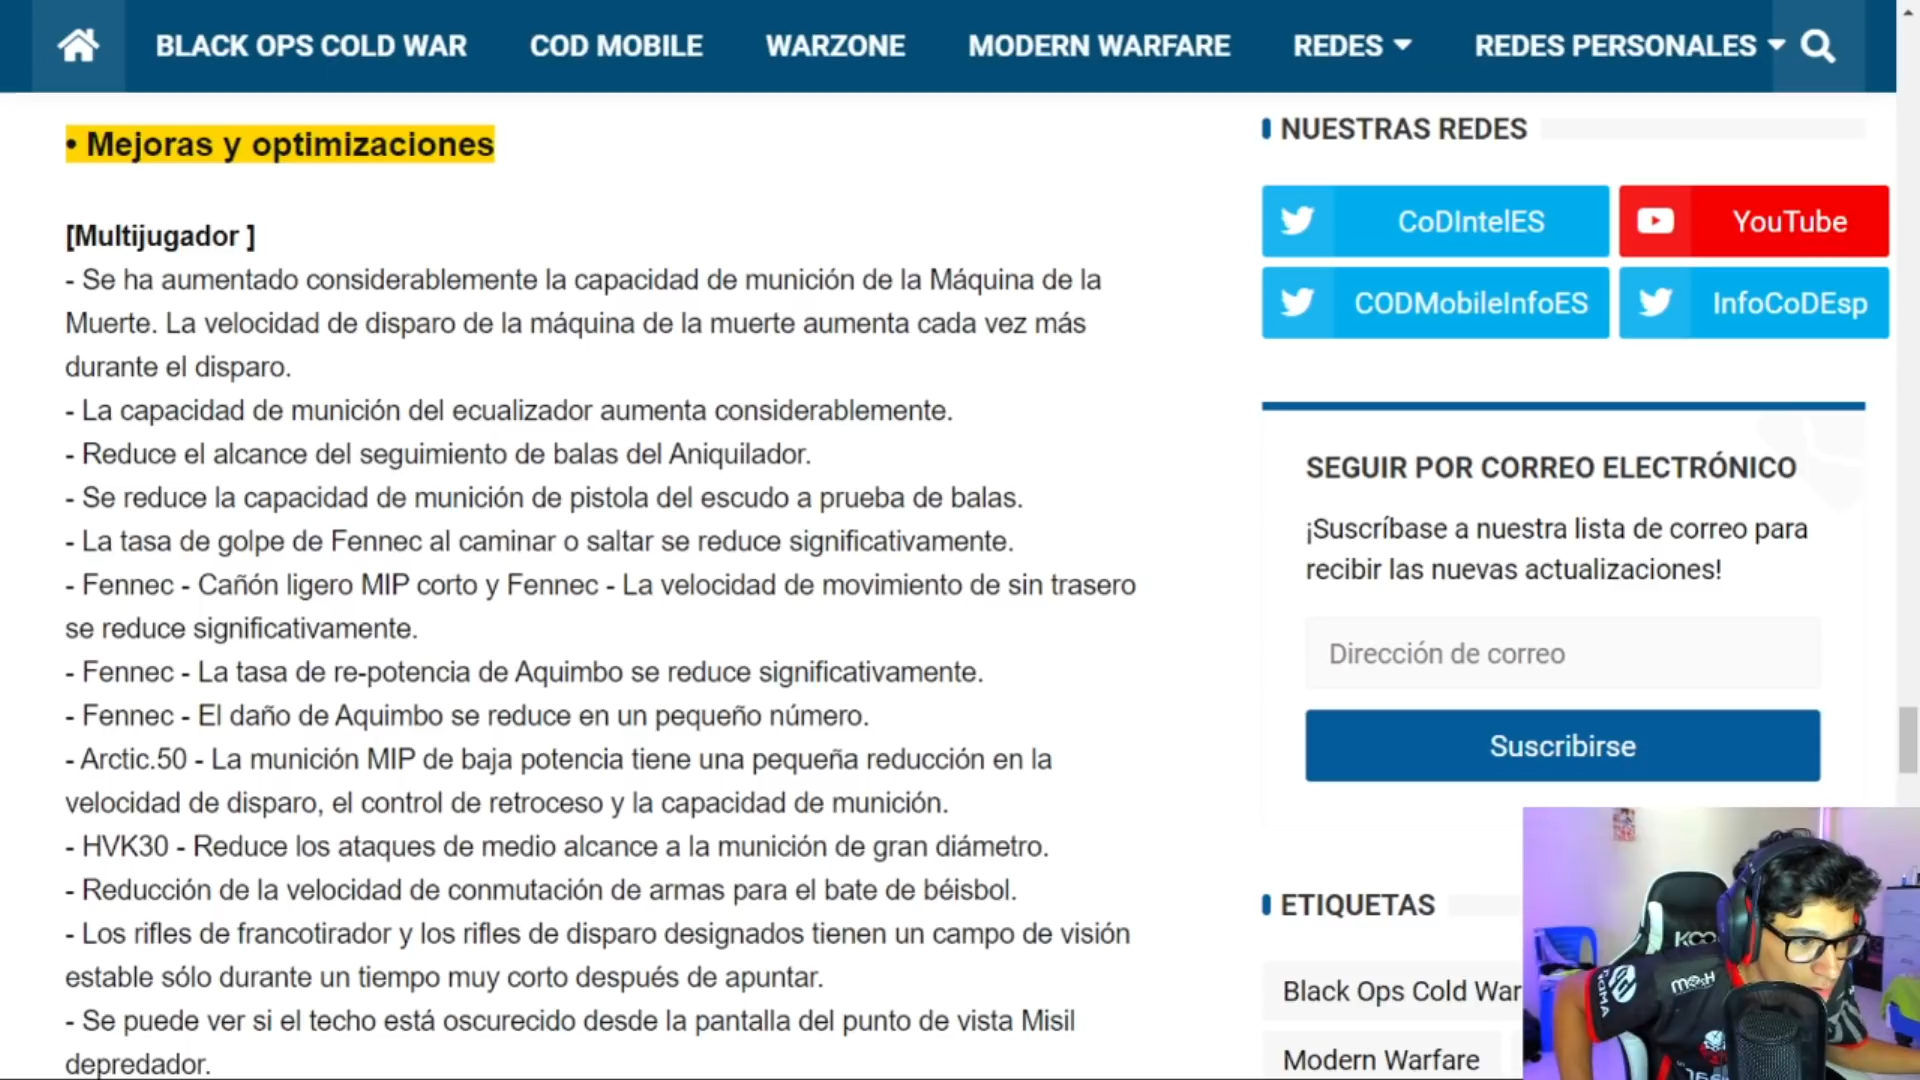 BLACK OPS COLD WAR
COD MOBILE
WARZONE
MODERN WARFARE
REDES
REDES PERSONALES
• Mejoras y optimizaciones
[Multijugador ]
- Se ha aumentado considerablemente la capacidad de munición de la Máquina de la
Muerte. La velocidad de disparo de la máquina de la muerte aumenta cada vez más
durante el disparo.
- La capacidad de munición del ecualizador aumenta considerablemente.
- Reduce el alcance del seguimiento de balas del Aniquilador.
- Se reduce la capacidad de munición de pistola del escudo a prueba de balas.
- La tasa de golpe de Fennec al caminar o saltar se reduce significativamente.
- Fennec - Cañón ligero MIP corto y Fennec - La velocidad de movimiento de sin trasero
se reduce significativamente.
- Fennec - La tasa de re-potencia de Aquimbo se reduce significativamente.
- Fennec - El daño de Aquimbo se reduce en un pequeño número.
- Arctic.50 - La munición MIP de baja potencia tiene una pequeña reducción en la
velocidad de disparo, el control de retroceso y la capacidad de munición.
- HVK30 - Reduce los ataques de medio alcance a la munición de gran diámetro.
- Reducción de la velocidad de conmutación de armas para el bate de béisbol.
- Los rifles de francotirador y los rifles de disparo designados tienen un campo de visión
estable sólo durante un tiempo muy corto después de apuntar.
- Se puede ver si el techo está oscurecido desde la pantalla del punto de vista Misil
depredador.
NUESTRAS REDES
CoDIntelES
YouTube
CODMobileInfoES
InfoCoDEsp
SEGUIR POR CORREO ELECTRÓNICO
¡Suscríbase a nuestra lista de correo para
recibir las nuevas actualizaciones!
Dirección de correo
Suscribirse
ETIQUETAS
Black Ops Cold War
Modern Warfare